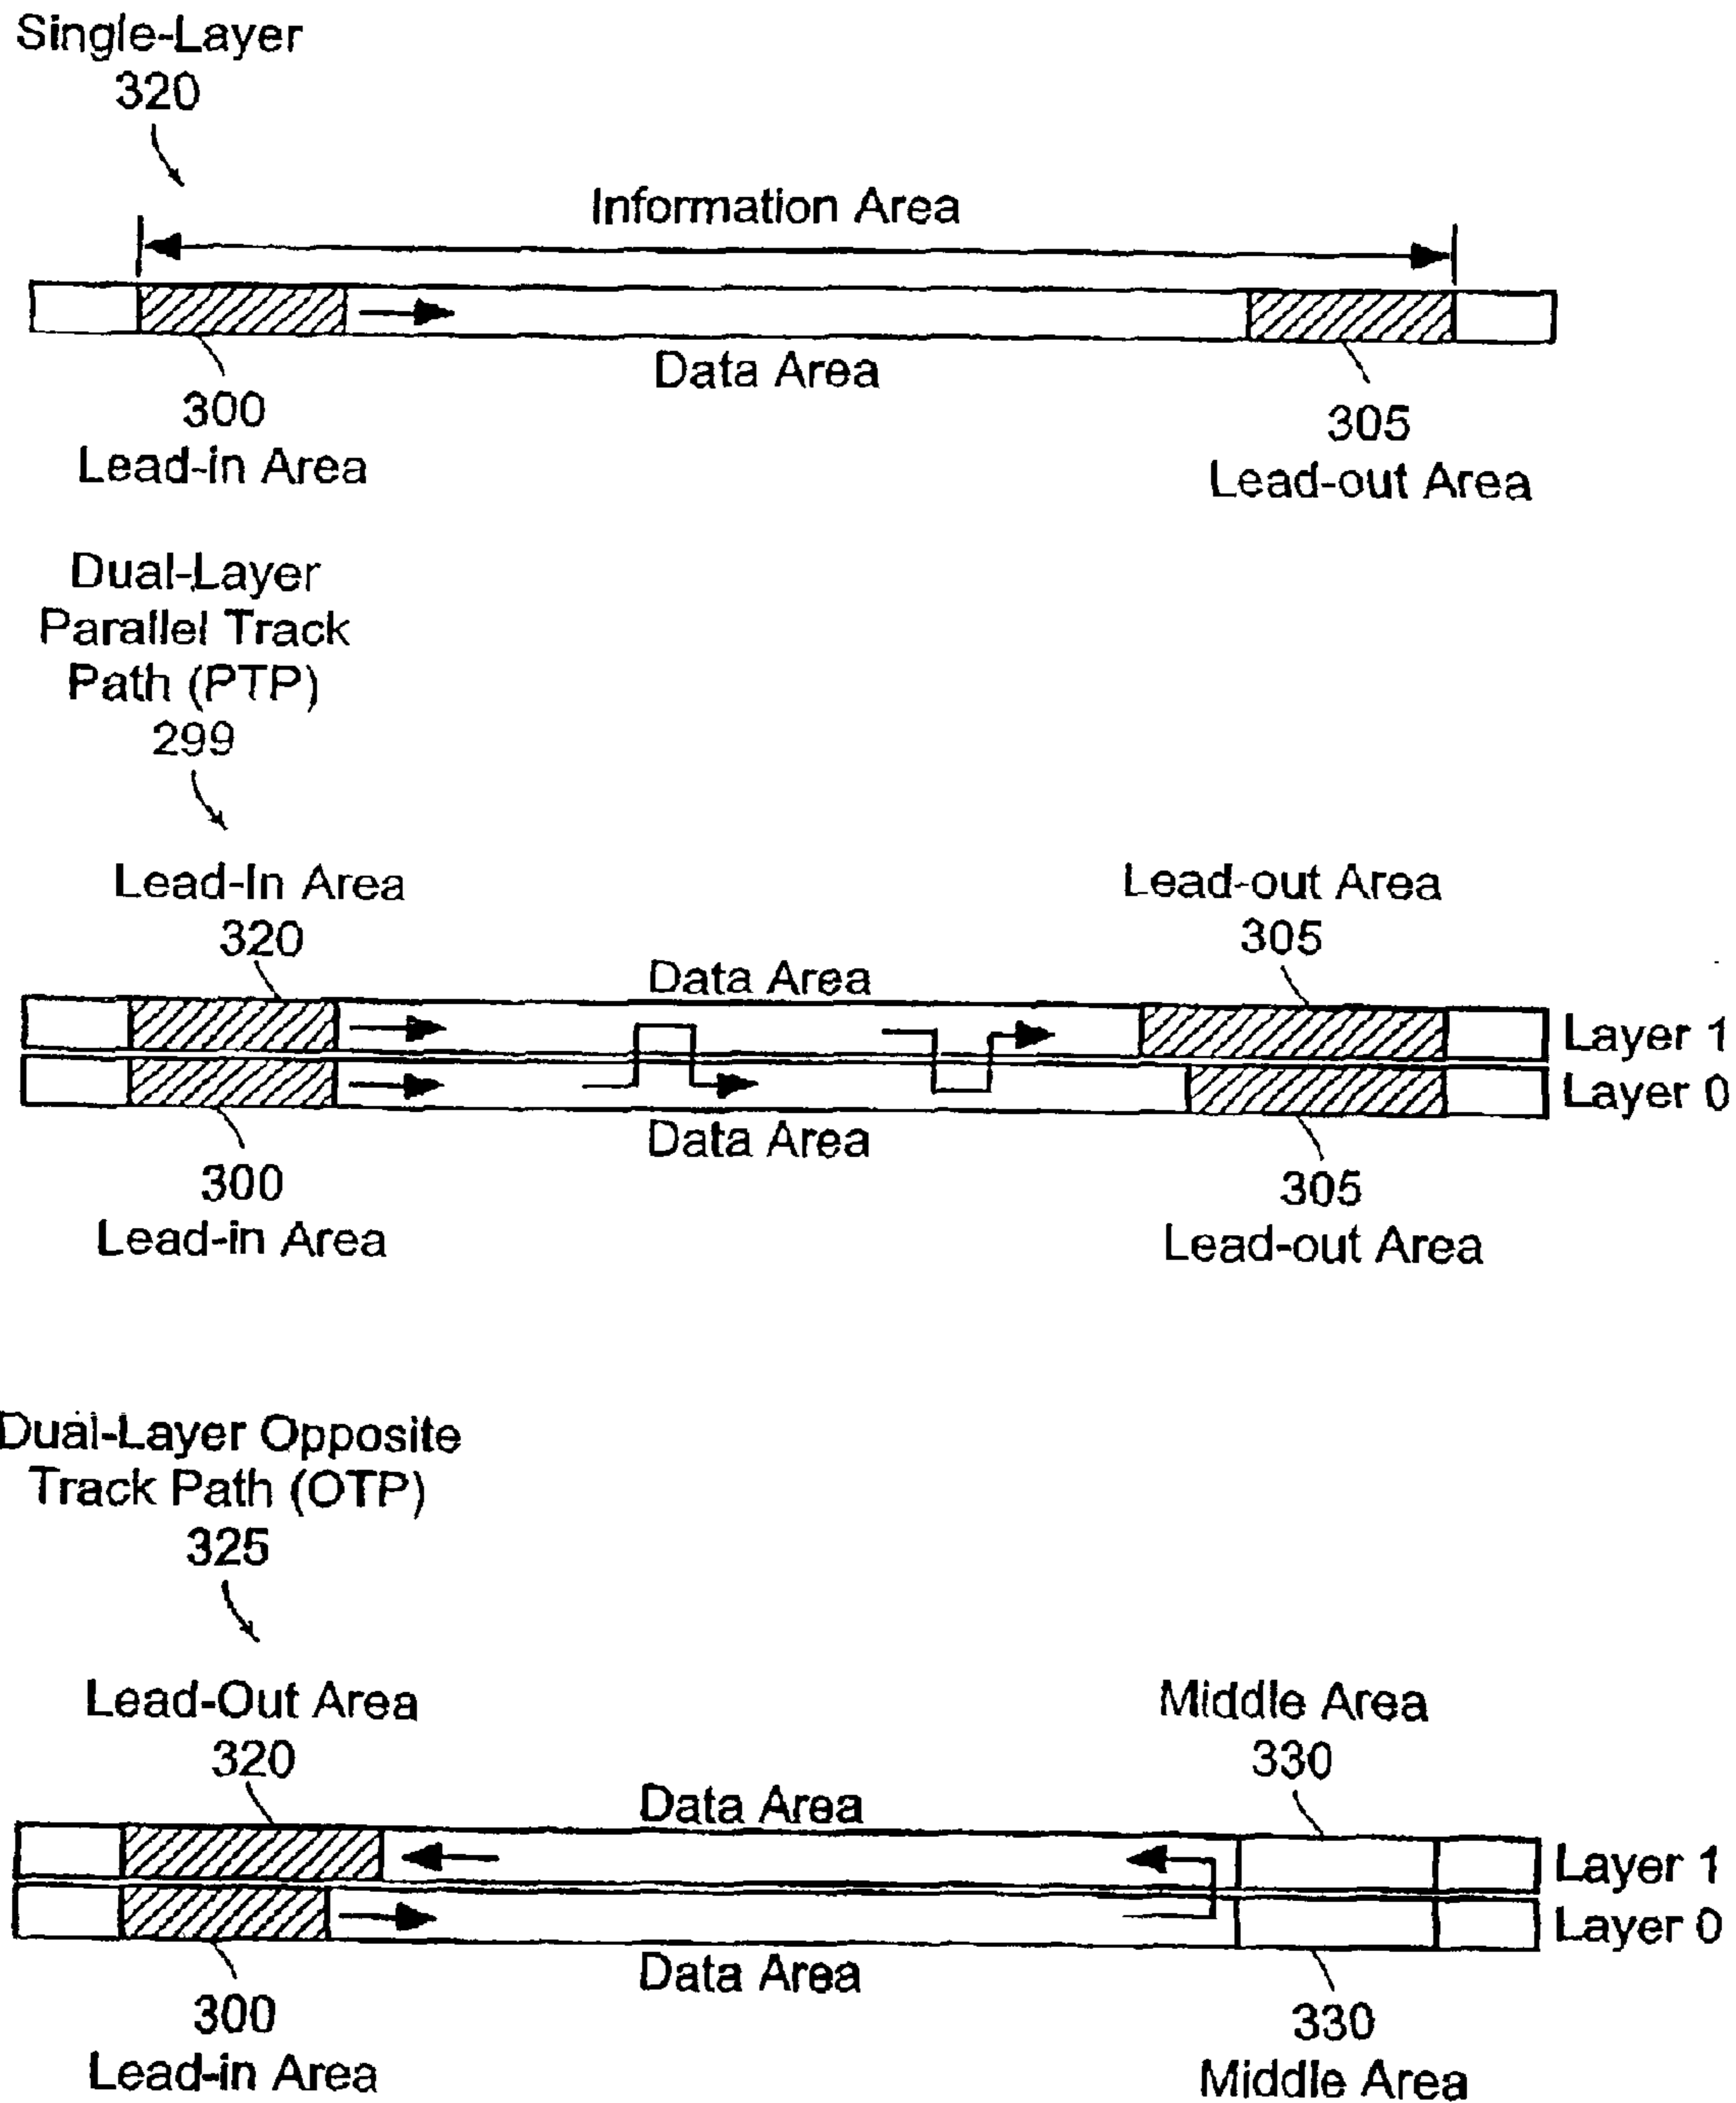 Single-Layer
320
Information Area
Data Area
300
Lead-in Area
305
Lead-out Area
Dual-Layer
Parallel Track
Path (PTP)
299
Lead-In Area
320
Lead-out Area
305
Data Area
Layer 1
Layer 0
Data Area
300
Lead-in Area
305
Lead-out Area
Dual-Layer Opposite
Track Path (OTP)
325
Lead-Out Area
320
Middle Area
330
Data Area
Layer 1
Layer 0
Data Area
300
Lead-in Area
330
Middle Area